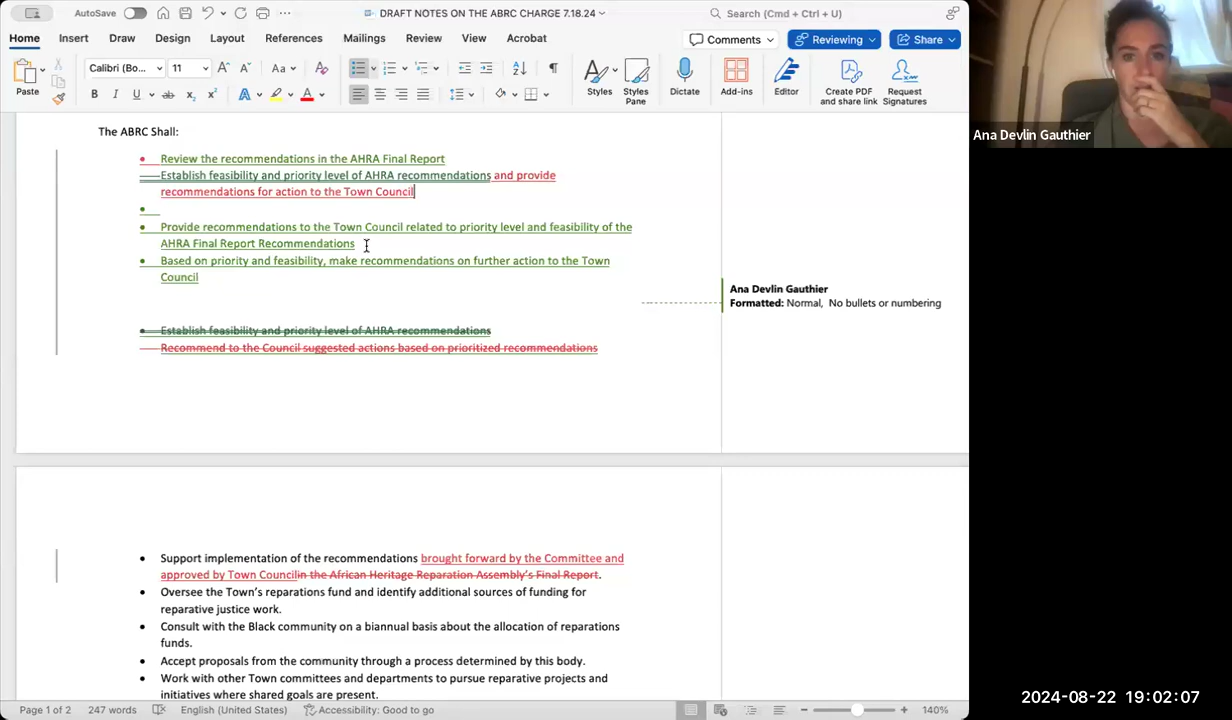 AutoSave
DRAFT NOTES ON THE ABRC CHARGE 7.18.24
Search (Cmd + Ctrl + U)
Home Insert Draw Design Layout References Mailings Review View Acrobat
Comments Reviewing Share
Paste
Calibri (Bo... 11
Styles
Styles Pane
Dictate
Add-ins
Editor
Create PDF and share link
Request Signatures
The ABRC Shall:
• Review the recommendations in the AHRA Final Report
Establish feasibility and priority level of AHRA recommendations and provide
recommendations for action to the Town Council
•
• Provide recommendations to the Town Council related to priority level and feasibility of the
AHRA Final Report Recommendations
• Based on priority and feasibility, make recommendations on further action to the Town
Council
• Establish feasibility and priority level of AHRA recommendations
Recommend to the Council suggested actions based on prioritized recommendations
Ana Devlin Gauthier
Formatted: Normal, No bullets or numbering
• Support implementation of the recommendations brought forward by the Committee and
approved by Town Councilin the African Heritage Reparation Assembly's Final Report.
• Oversee the Town's reparations fund and identify additional sources of funding for
reparative justice work.
• Consult with the Black community on a biannual basis about the allocation of reparations
funds.
• Accept proposals from the community through a process determined by this body.
• Work with other Town committees and departments to pursue reparative projects and
initiatives where shared goals are present.
Page 1 of 2 247 words English (United States) Accessibility: Good to go 140%
Ana Devlin Gauthier
2024-08-22 19:02:07